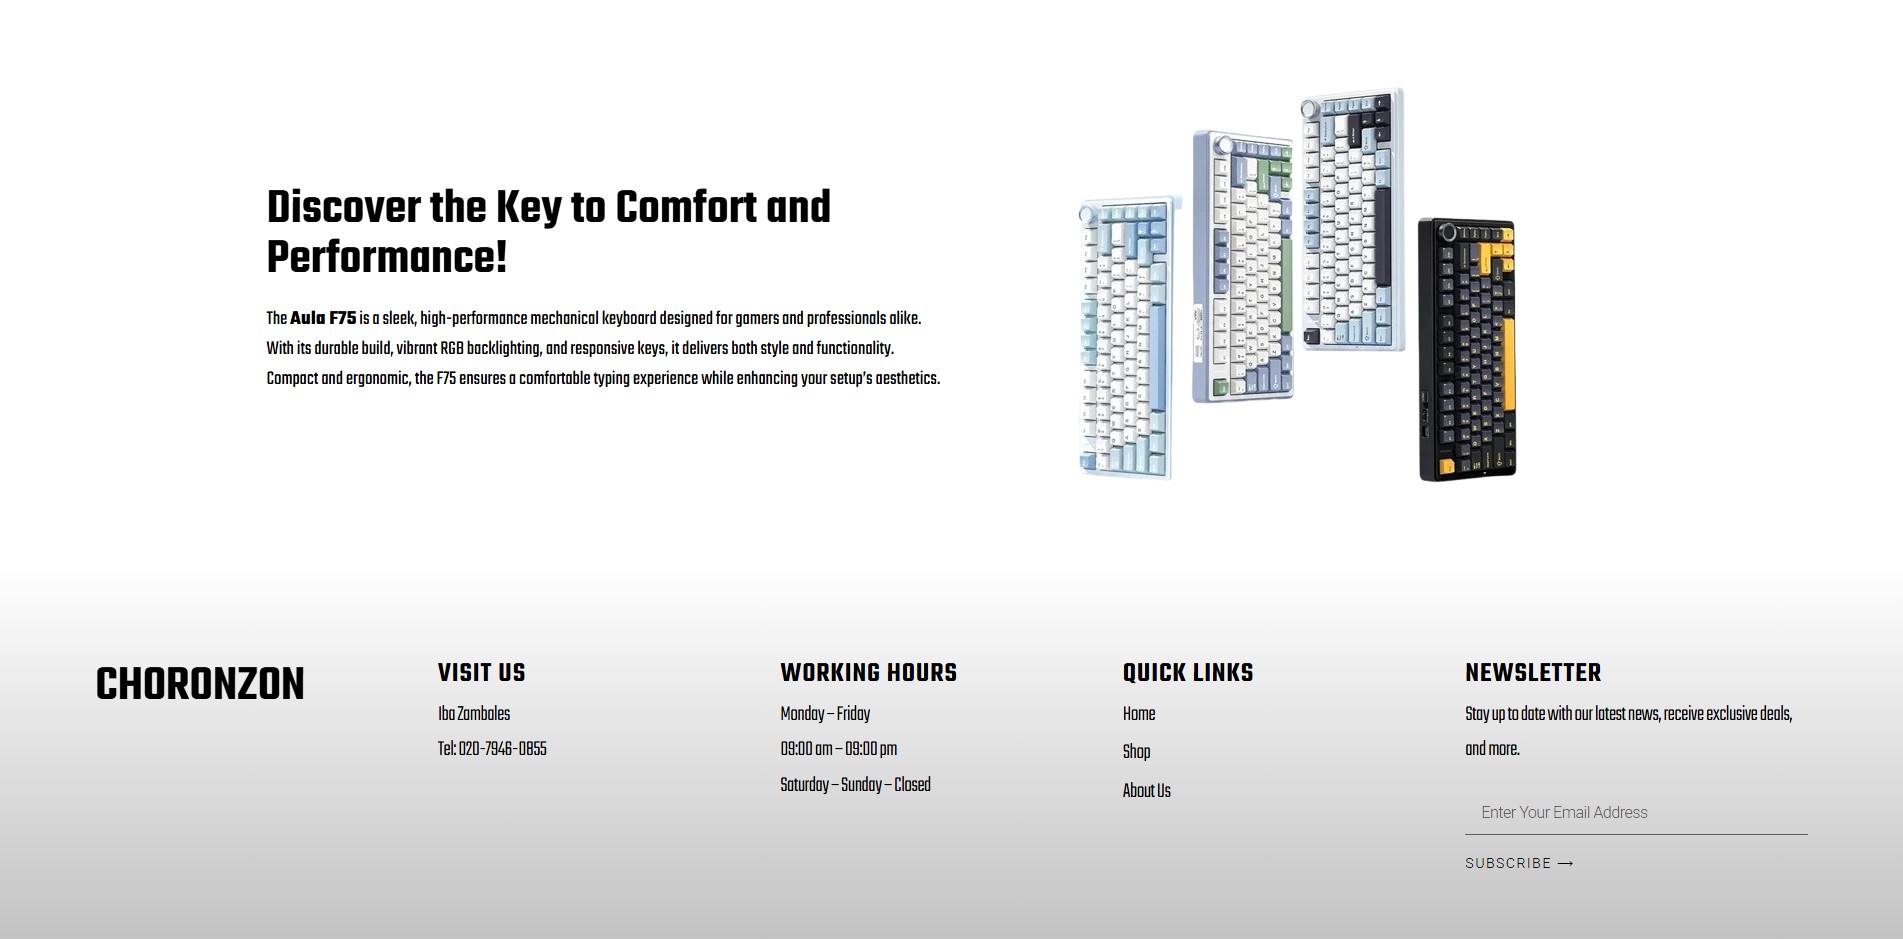 Discover the Key to Comfort and
Performance!
The Aula F75 is a sleek, high-performance mechanical keyboard designed for gamers and professionals alike.
With its durable build, vibrant RGB backlighting, and responsive keys, it delivers both style and functionality.
Compact and ergonomic, the F75 ensures a comfortable typing experience while enhancing your setup’s aesthetics.
CHORONZON
VISIT US
Iba Zambales
Tel: 020-7946-0855
WORKING HOURS
Monday – Friday
09:00 am – 09:00 pm
Saturday – Sunday – Closed
QUICK LINKS
Home
Shop
About Us
NEWSLETTER
Stay up to date with our latest news, receive exclusive deals,
and more.
Enter Your Email Address
SUBSCRIBE ⟶